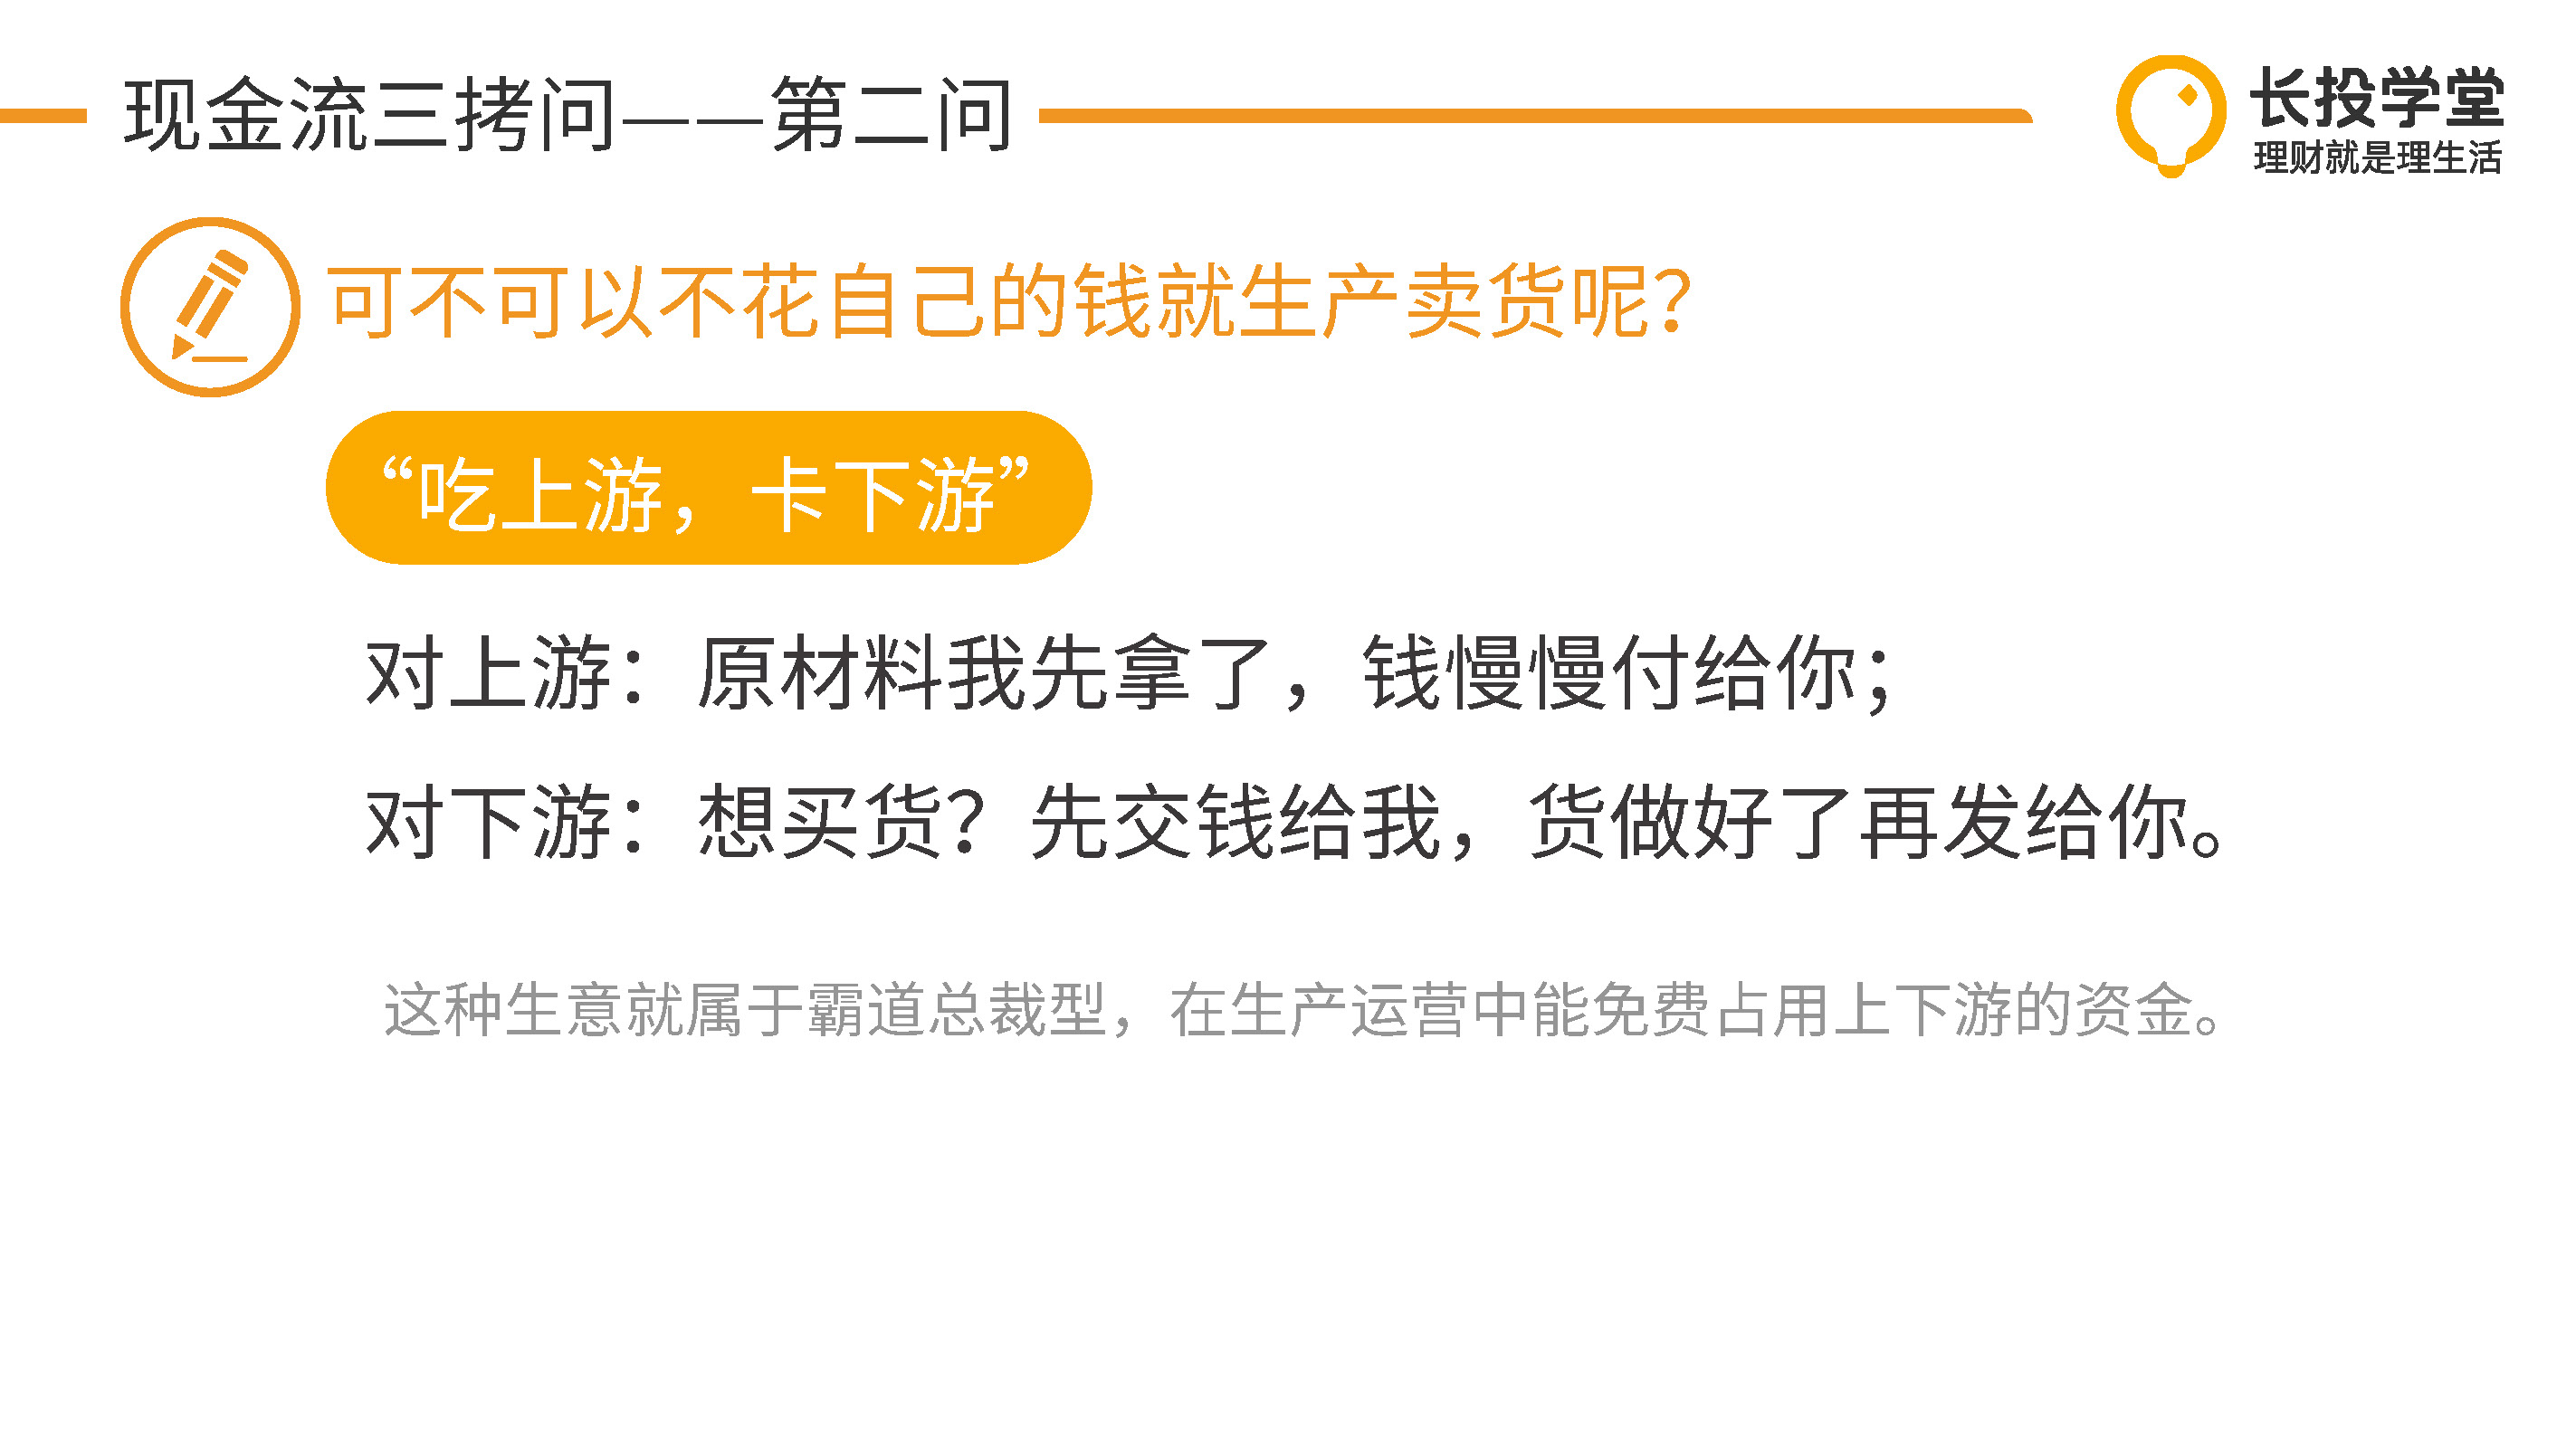 现金流三拷问——第二问
长投学堂
理财就是理生活
可不可以不花自己的钱就生产卖货呢？
“吃上游，卡下游”
对上游：原材料我先拿了，钱慢慢付给你；
对下游：想买货？先交钱给我，货做好了再发给你。
这种生意就属于霸道总裁型，在生产运营中能免费占用上下游的资金。